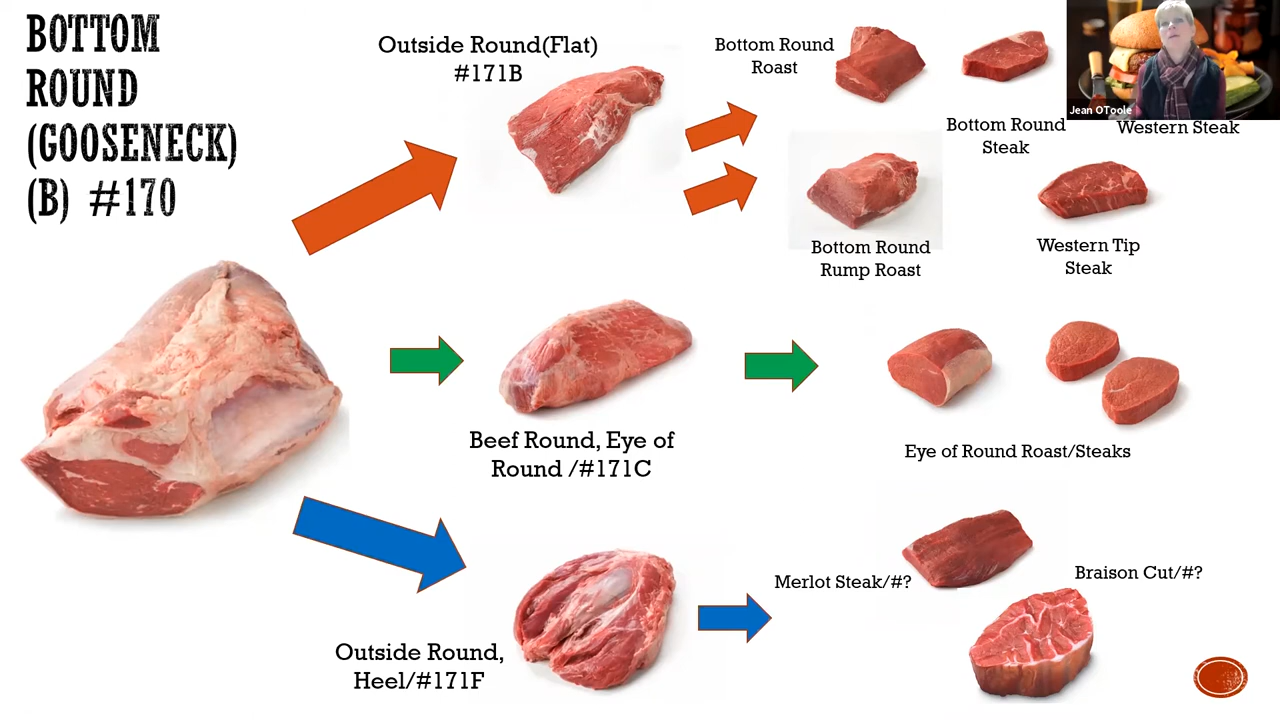 BOTTOM
ROUND
(GOOSENECK)
(B) #170
Outside Round(Flat)
#171B
Bottom Round
Roast
Bottom Round
Steak
Jean OToole
Western Steak
Bottom Round
Rump Roast
Western Tip
Steak
Beef Round, Eye of
Round /#171C
Eye of Round Roast/Steaks
Outside Round,
Heel/#171F
Merlot Steak/#?
Braison Cut/#?